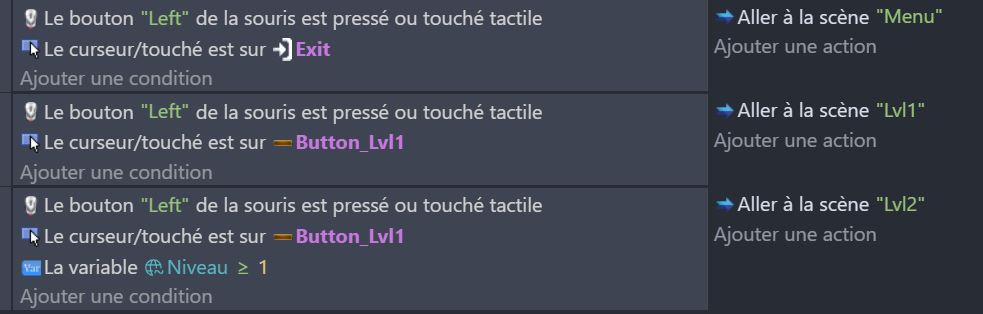 Le bouton "Left" de la souris est pressé ou touché tactile
Aller à la scène "Menu"
Le curseur/touché est sur Exit
Ajouter une action
Ajouter une condition
Le bouton "Left" de la souris est pressé ou touché tactile
Aller à la scène "Lvl1"
Le curseur/touché est sur Button_Lvl1
Ajouter une action
Ajouter une condition
Le bouton "Left" de la souris est pressé ou touché tactile
Aller à la scène "Lvl2"
Le curseur/touché est sur Button_Lvl1
Ajouter une action
Var La variable Niveau ≥ 1
Ajouter une condition